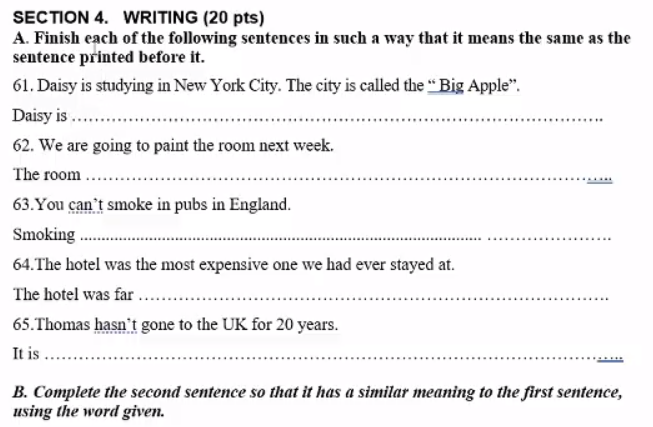 SECTION 4. WRITING (20 pts)
A. Finish each of the following sentences in such a way that it means the same as the
sentence printed before it.
61. Daisy is studying in New York City. The city is called the “ Big Apple”.
Daisy is ..........................................................................................
62. We are going to paint the room next week.
The room ..........................................................................................
63.You can’t smoke in pubs in England.
Smoking ..........................................................................................
64.The hotel was the most expensive one we had ever stayed at.
The hotel was far ................................................................................
65.Thomas hasn’t gone to the UK for 20 years.
It is ..........................................................................................
B. Complete the second sentence so that it has a similar meaning to the first sentence,
using the word given.